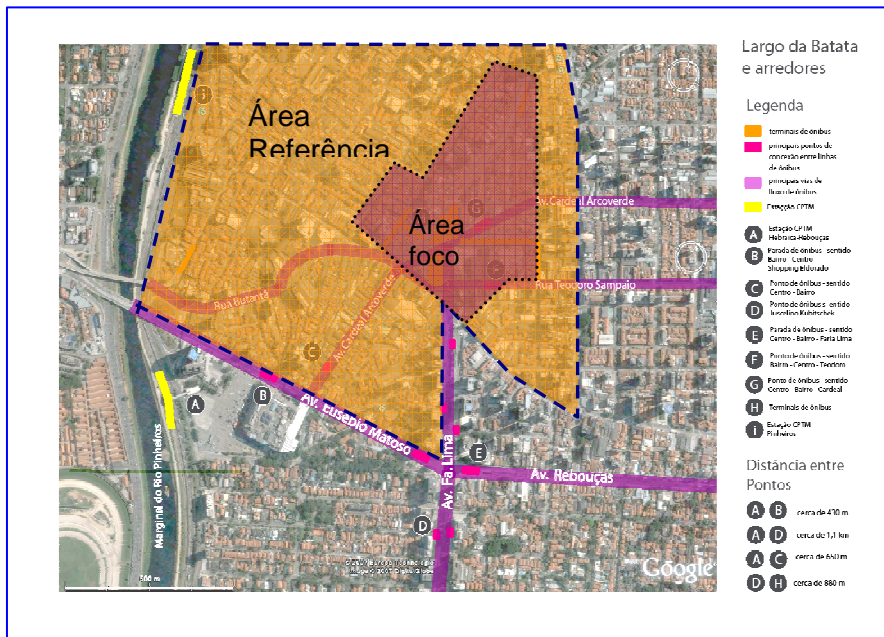 Largo da Batata
e arredores
Legenda
terminais de ônibus
principais pontos de
conexão entre linhas
de ônibus
principais vias de
fluxo de ônibus
Estação CPTM
A
Estação CPTM
Hebraica-Rebouças
B
Parada de ônibus - sentido
Bairro - Centro
Shopping Eldorado
C
Ponto de ônibus - sentido
Centro - Bairro
D
Ponto de ônibus sentido
Juscelino Kubitschek
E
Parada de ônibus - sentido
Centro - Bairro - Faria Lima
F
Ponto de ônibus - sentido
Bairro - Centro - Teodoro
G
Ponto de ônibus - sentido
Centro - Bairro - Cardeal
H
Terminais de ônibus
i
Estação CPTM
Pinheiros
Distância entre
Pontos
A B cerca de 430 m
A D cerca de 1,1 km
A C cerca de 650 m
D H cerca de 880 m
Área
Referência
Área
foco
Av. Cardeal Arcoverde
Rua Teodoro Sampaio
Rua Butantã
Av. Cardeal Arcoverde
Av. Eusébio Matoso
Av. Fa. Lima
Av. Rebouças
Marginal do Rio Pinheiros
A
B
C
D
E
300 m
Google